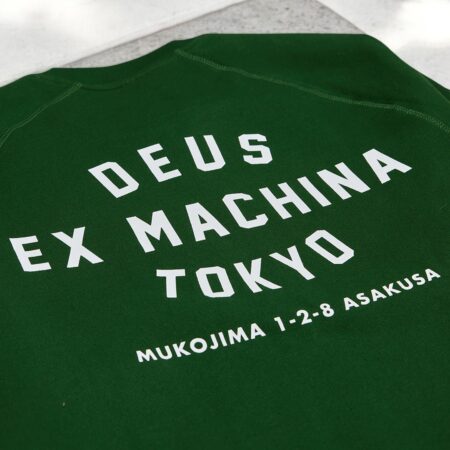 DEUS
EX MACHINA
TOKYO
MUKOJIMA 1-2-8 ASAKUSA